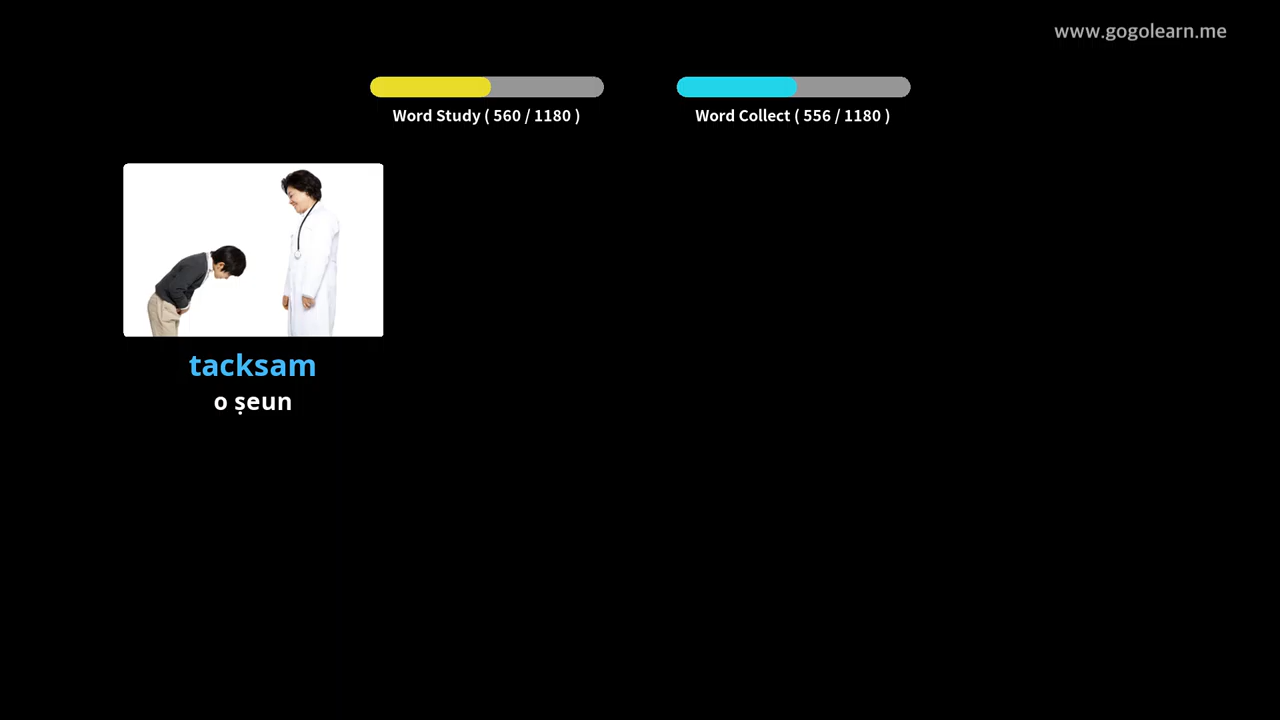 www.gogolearn.me
Word Study ( 560 / 1180 )
Word Collect ( 556 / 1180 )
tacksam
o ṣeun